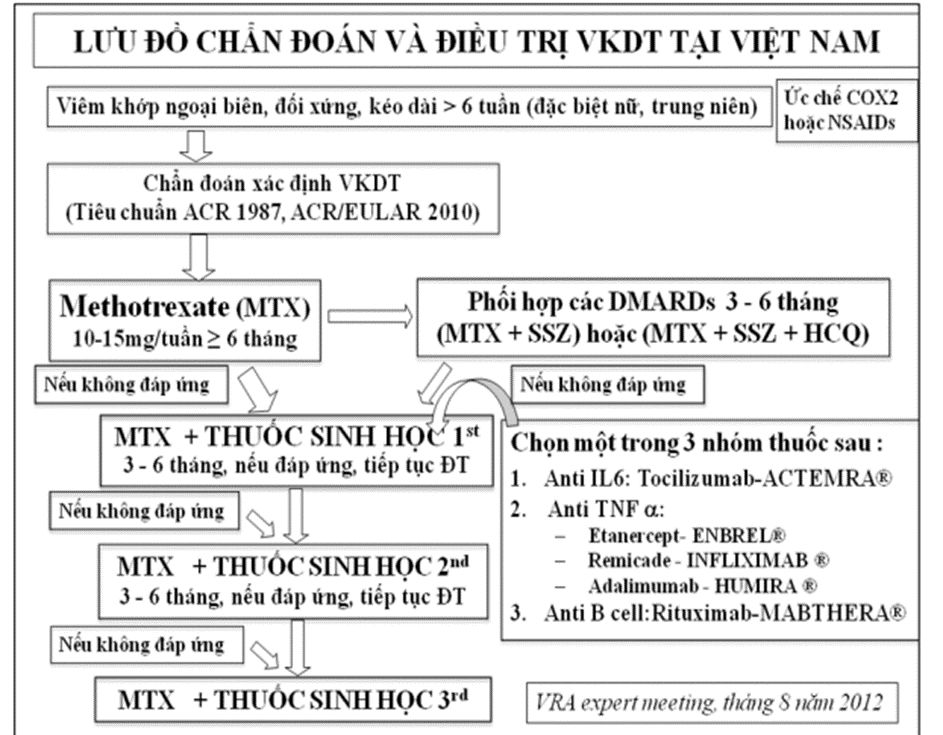 LƯU ĐỒ CHẨN ĐOÁN VÀ ĐIỀU TRỊ VKDT TẠI VIỆT NAM
Viêm khớp ngoại biên, đối xứng, kéo dài > 6 tuần (đặc biệt nữ, trung niên)
Ức chế COX2
hoặc NSAIDs
Chẩn đoán xác định VKDT
(Tiêu chuẩn ACR 1987, ACR/EULAR 2010)
Methotrexate (MTX)
10-15mg/tuần ≥ 6 tháng
Phối hợp các DMARDs 3 - 6 tháng
(MTX + SSZ) hoặc (MTX + SSZ + HCQ)
Nếu không đáp ứng
Nếu không đáp ứng
MTX + THUỐC SINH HỌC 1st
3 - 6 tháng, nếu đáp ứng, tiếp tục ĐT
Chọn một trong 3 nhóm thuốc sau :
1. Anti IL6: Tocilizumab-ACTEMRA®
2. Anti TNF α:
– Etanercept- ENBREL®
– Remicade - INFLIXIMAB ®
– Adalimumab - HUMIRA ®
3. Anti B cell:Rituximab-MABTHERA®
Nếu không đáp ứng
MTX + THUỐC SINH HỌC 2nd
3 - 6 tháng, nếu đáp ứng, tiếp tục ĐT
Nếu không đáp ứng
MTX + THUỐC SINH HỌC 3rd
VRA expert meeting, tháng 8 năm 2012